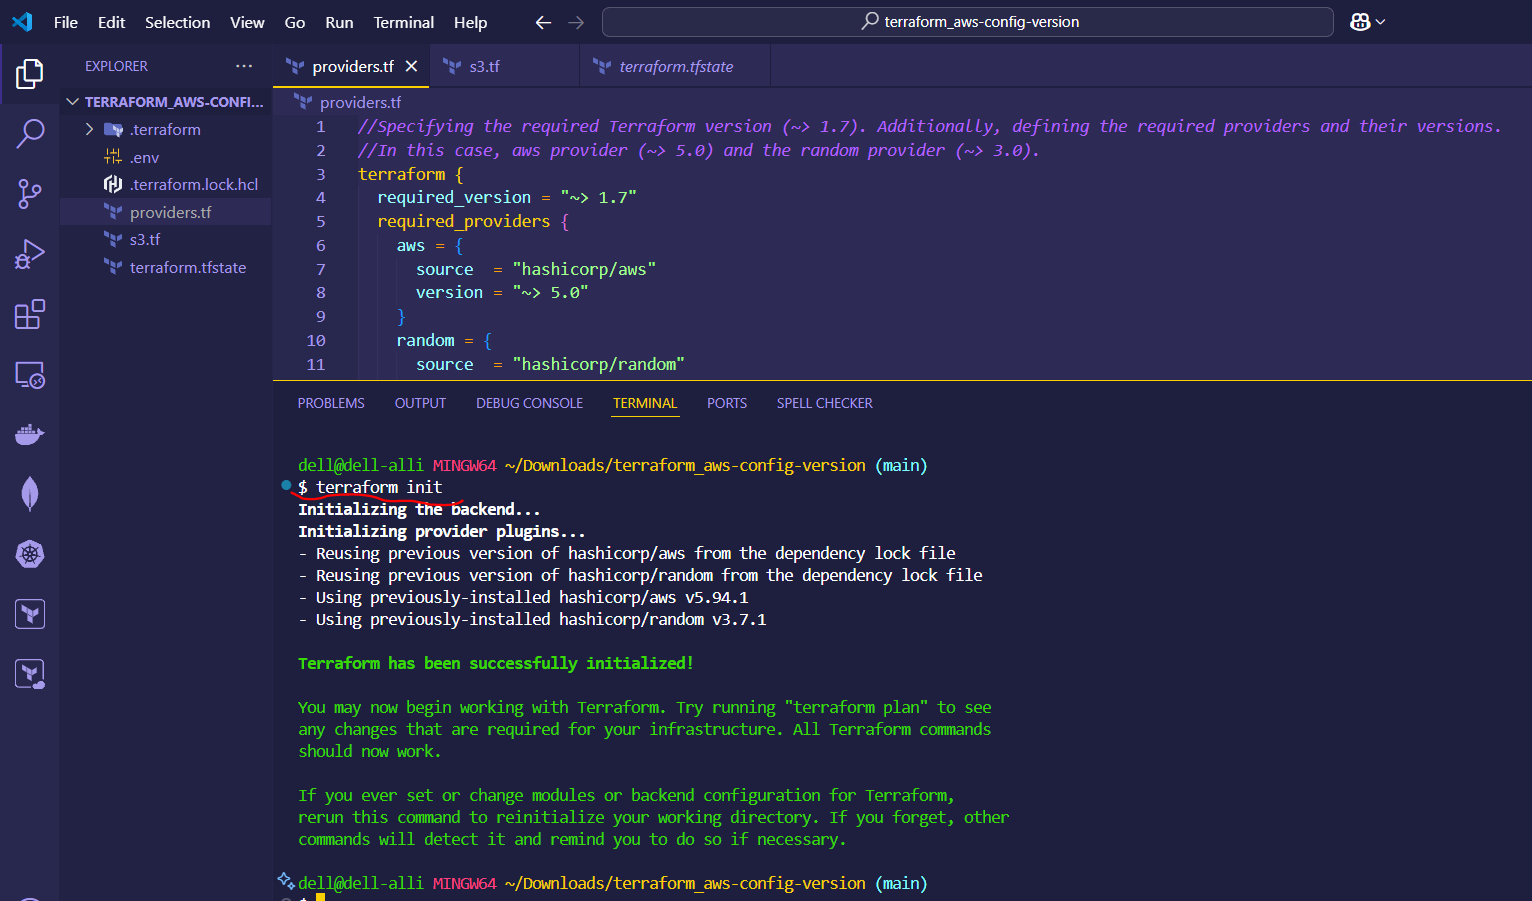 File Edit Selection View Go Run Terminal Help
terraform_aws-config-version
EXPLORER
TERRAFORM_AWS-CONFI...
.terraform
.env
.terraform.lock.hcl
providers.tf
s3.tf
terraform.tfstate
providers.tf s3.tf terraform.tfstate
providers.tf
1 //Specifying the required Terraform version (~> 1.7). Additionally, defining the required providers and their versions.
2 //In this case, aws provider (~> 5.0) and the random provider (~> 3.0).
3 terraform {
4 required_version = "~> 1.7"
5 required_providers {
6 aws = {
7 source = "hashicorp/aws"
8 version = "~> 5.0"
9 }
10 random = {
11 source = "hashicorp/random"
PROBLEMS OUTPUT DEBUG CONSOLE TERMINAL PORTS SPELL CHECKER
dell@dell-alli MINGW64 ~/Downloads/terraform_aws-config-version (main)
$ terraform init
Initializing the backend...
Initializing provider plugins...
- Reusing previous version of hashicorp/aws from the dependency lock file
- Reusing previous version of hashicorp/random from the dependency lock file
- Using previously-installed hashicorp/aws v5.94.1
- Using previously-installed hashicorp/random v3.7.1
Terraform has been successfully initialized!
You may now begin working with Terraform. Try running "terraform plan" to see
any changes that are required for your infrastructure. All Terraform commands
should now work.
If you ever set or change modules or backend configuration for Terraform,
rerun this command to reinitialize your working directory. If you forget, other
commands will detect it and remind you to do so if necessary.
dell@dell-alli MINGW64 ~/Downloads/terraform_aws-config-version (main)
$